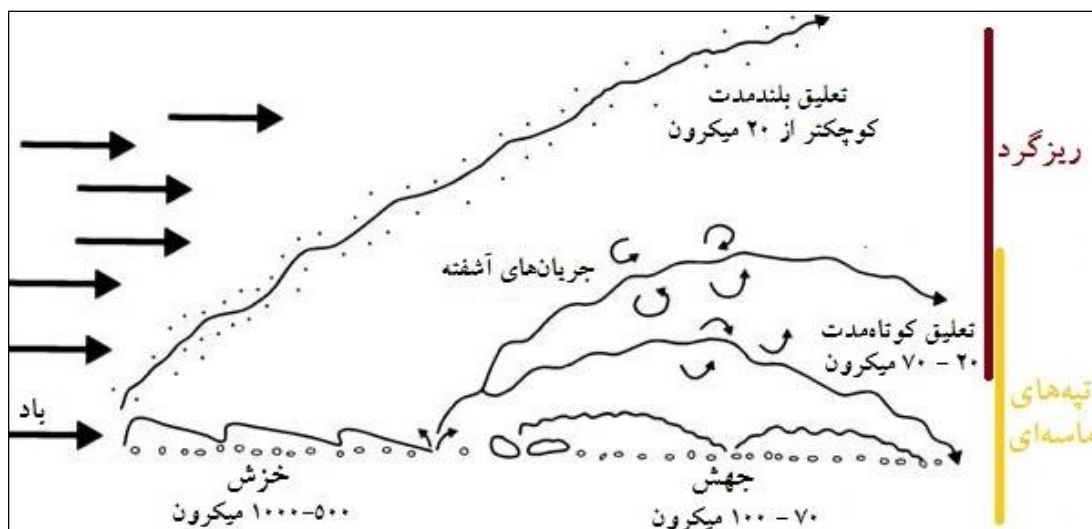 تعلیق بلندمدت
کوچکتر از ۲۰ میکرون
ریزگرد
جریان‌های آشفته
تعلیق کوتاه‌مدت
۲۰ - ۷۰ میکرون
باد
تپه‌های
ماسه‌ای
خزش
۱۰۰۰-۵۰۰ میکرون
جهش
۱۰۰ - ۷۰ میکرون